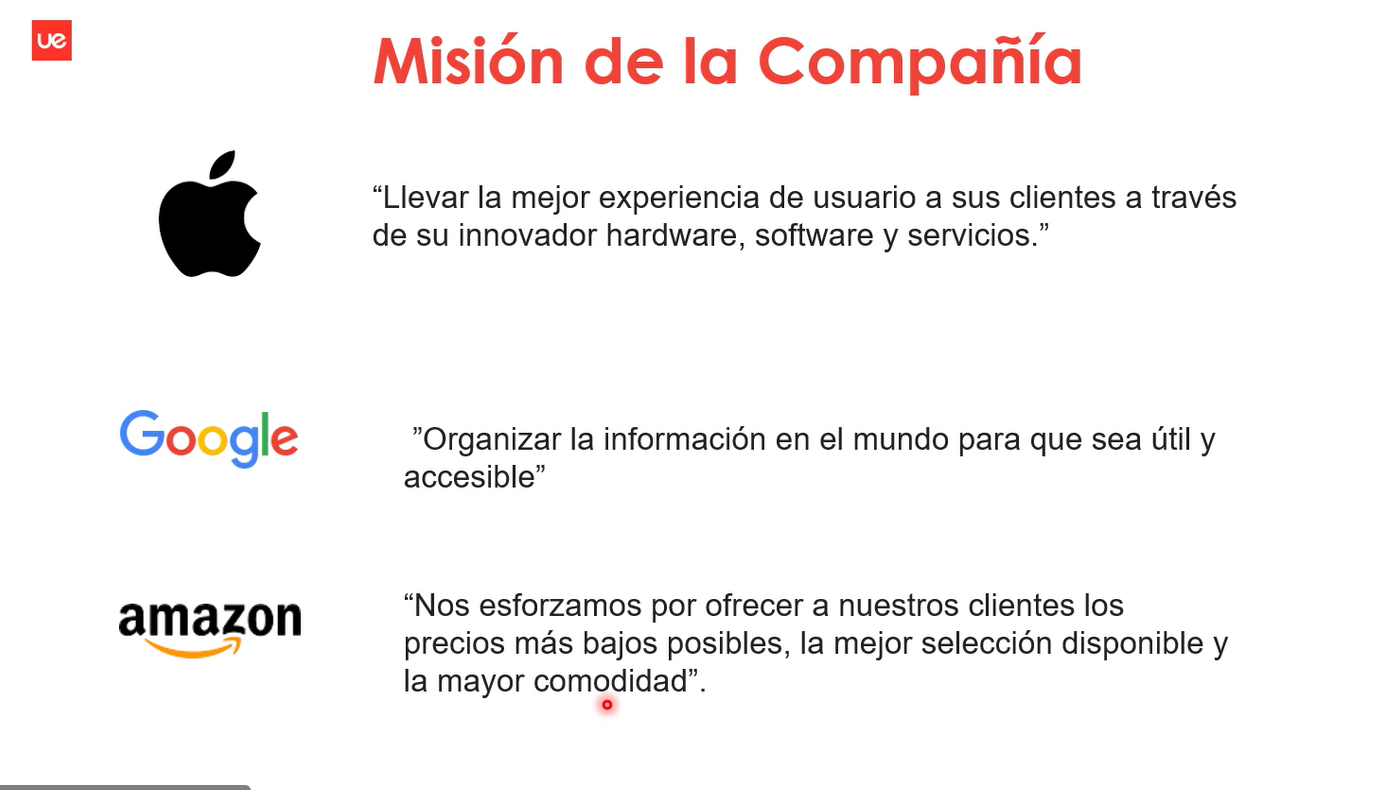 ue
Misión de la Compañía
“Llevar la mejor experiencia de usuario a sus clientes a través
de su innovador hardware, software y servicios.”
Google
”Organizar la información en el mundo para que sea útil y
accesible”
amazon
“Nos esforzamos por ofrecer a nuestros clientes los
precios más bajos posibles, la mejor selección disponible y
la mayor comodidad”.